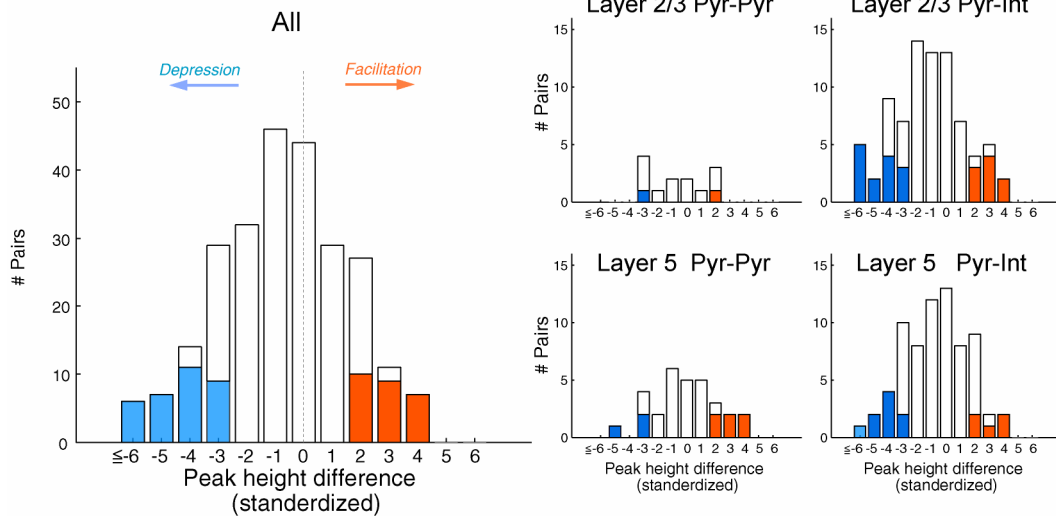 All
Depression
Facilitation
# Pairs
50
40
30
20
10
0
≦-6 -5 -4 -3 -2 -1 0 1 2 3 4 5 6
Peak height difference
(standerdized)
Layer 2/3 Pyr-Pyr
# Pairs
15
10
5
0
≦-6 -5 -4 -3 -2 -1 0 1 2 3 4 5 6
Layer 2/3 Pyr-Int
15
10
5
0
≦-6 -5 -4 -3 -2 -1 0 1 2 3 4 5 6
Layer 5 Pyr-Pyr
# Pairs
15
10
5
0
≦-6 -5 -4 -3 -2 -1 0 1 2 3 4 5 6
Peak height difference
(standerdized)
Layer 5 Pyr-Int
15
10
5
0
≦-6 -5 -4 -3 -2 -1 0 1 2 3 4 5 6
Peak height difference
(standerdized)